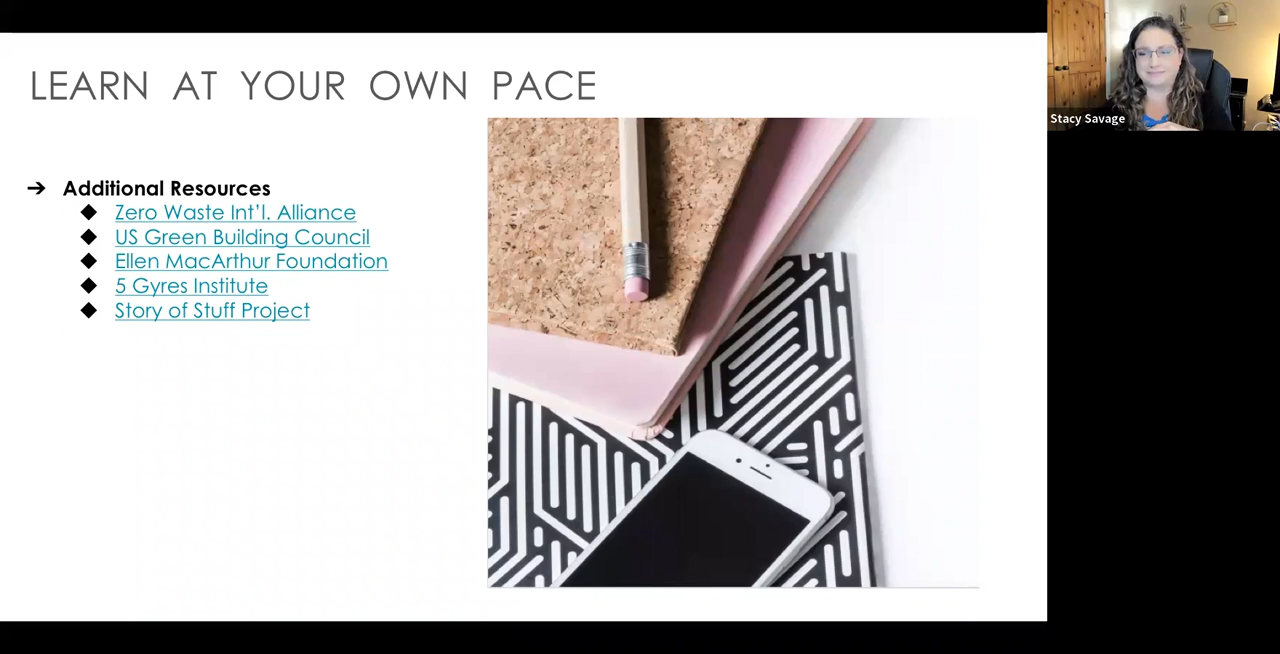 LEARN AT YOUR OWN PACE
➔ Additional Resources
◆ Zero Waste Int'l. Alliance
◆ US Green Building Council
◆ Ellen MacArthur Foundation
◆ 5 Gyres Institute
◆ Story of Stuff Project
Stacy Savage